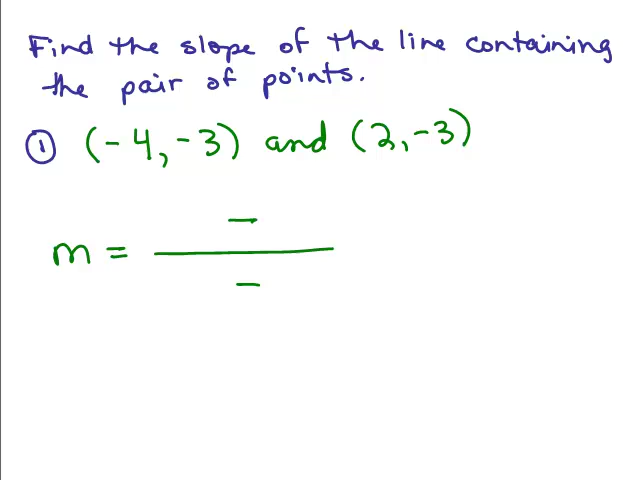 Find the slope of the line containing
the pair of points.
① (-4, -3) and (2, -3)
m = — / —